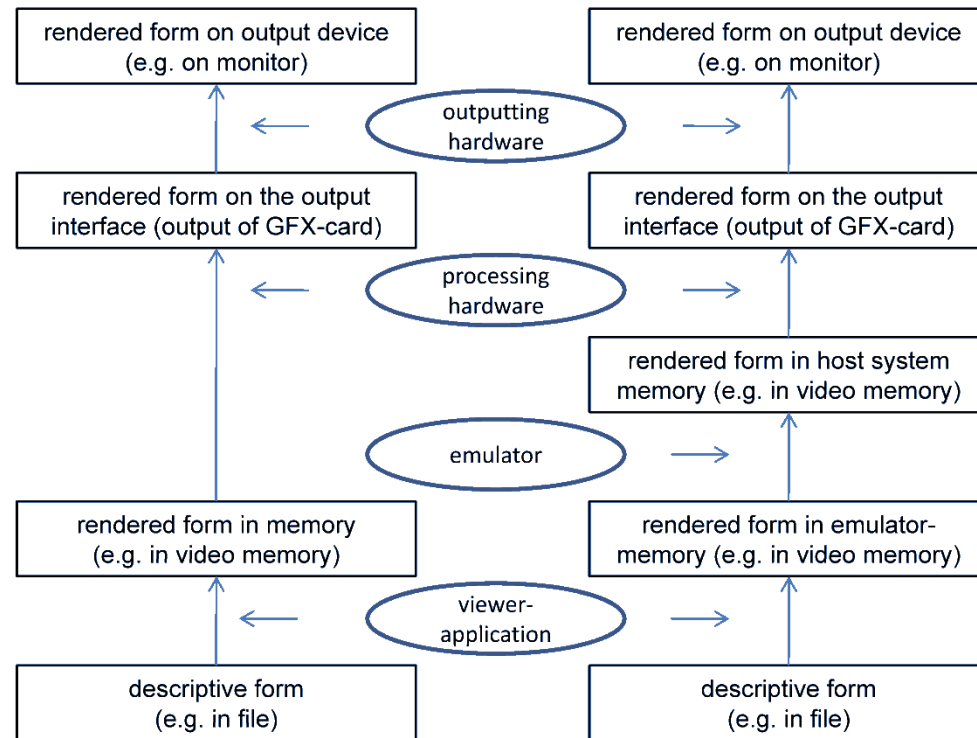 rendered form on output device
(e.g. on monitor)
rendered form on output device
(e.g. on monitor)
outputting
hardware
rendered form on the output
interface (output of GFX-card)
rendered form on the output
interface (output of GFX-card)
processing
hardware
rendered form in host system
memory (e.g. in video memory)
emulator
rendered form in memory
(e.g. in video memory)
rendered form in emulator-
memory (e.g. in video memory)
viewer-
application
descriptive form
(e.g. in file)
descriptive form
(e.g. in file)